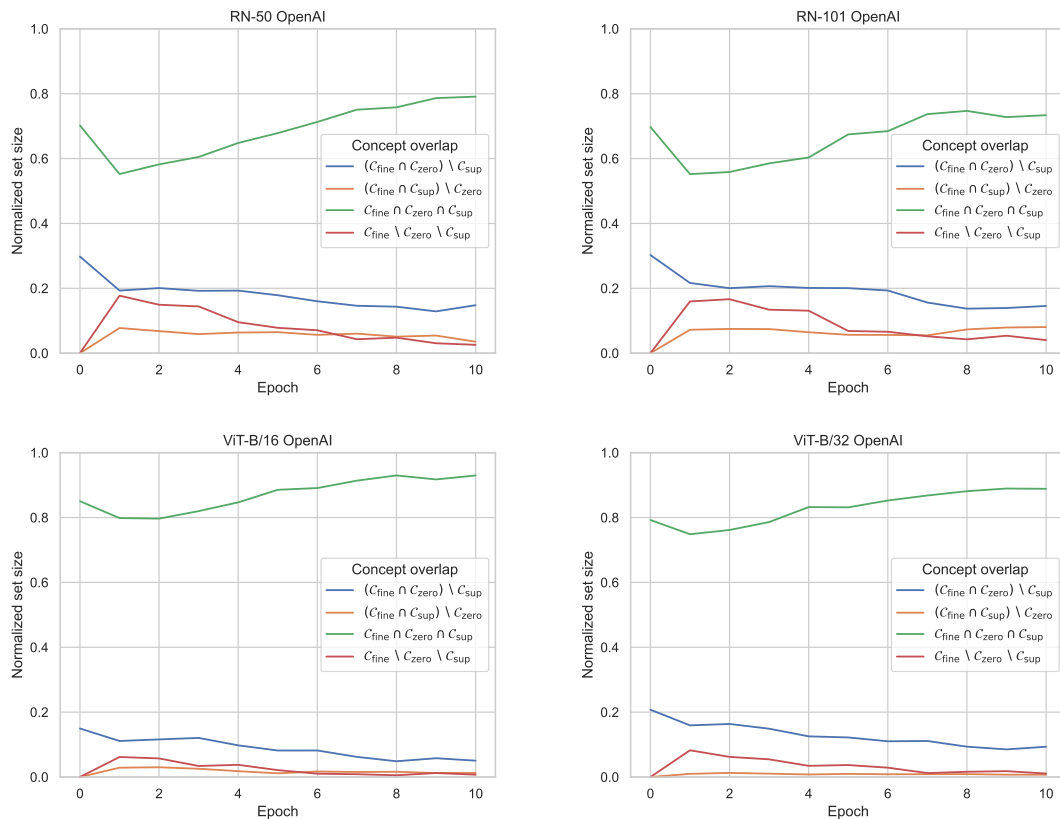 RN-50 OpenAI
1.0
0.8
0.6
0.4
0.2
0.0
Normalized set size
Concept overlap
(𝒞fine ∩ 𝒞zero) \ 𝒞sup
(𝒞fine ∩ 𝒞sup) \ 𝒞zero
𝒞fine ∩ 𝒞zero ∩ 𝒞sup
𝒞fine \ 𝒞zero \ 𝒞sup
0 2 4 6 8 10
Epoch
RN-101 OpenAI
1.0
0.8
0.6
0.4
0.2
0.0
Normalized set size
Concept overlap
(𝒞fine ∩ 𝒞zero) \ 𝒞sup
(𝒞fine ∩ 𝒞sup) \ 𝒞zero
𝒞fine ∩ 𝒞zero ∩ 𝒞sup
𝒞fine \ 𝒞zero \ 𝒞sup
0 2 4 6 8 10
Epoch
ViT-B/16 OpenAI
1.0
0.8
0.6
0.4
0.2
0.0
Normalized set size
Concept overlap
(𝒞fine ∩ 𝒞zero) \ 𝒞sup
(𝒞fine ∩ 𝒞sup) \ 𝒞zero
𝒞fine ∩ 𝒞zero ∩ 𝒞sup
𝒞fine \ 𝒞zero \ 𝒞sup
0 2 4 6 8 10
Epoch
ViT-B/32 OpenAI
1.0
0.8
0.6
0.4
0.2
0.0
Normalized set size
Concept overlap
(𝒞fine ∩ 𝒞zero) \ 𝒞sup
(𝒞fine ∩ 𝒞sup) \ 𝒞zero
𝒞fine ∩ 𝒞zero ∩ 𝒞sup
𝒞fine \ 𝒞zero \ 𝒞sup
0 2 4 6 8 10
Epoch